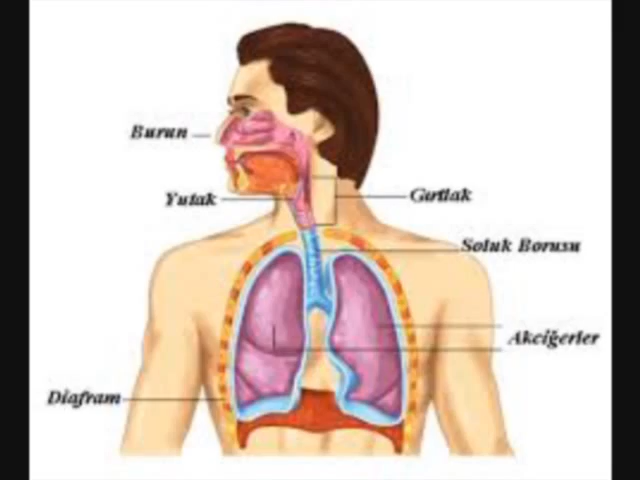 Burun
Yutak
Gırtlak
Soluk Borusu
Akciğerler
Diafram